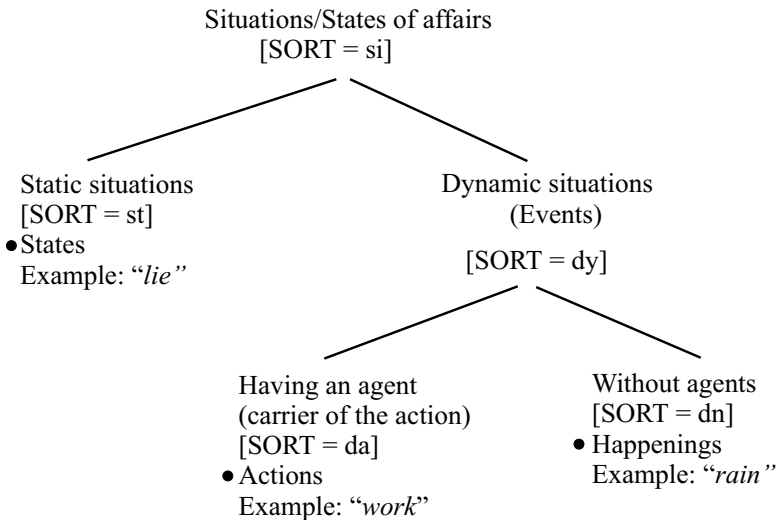 Situations/States of affairs
[SORT = si]
Static situations
[SORT = st]
●States
Example: “lie”
Dynamic situations
(Events)
[SORT = dy]
Having an agent
(carrier of the action)
[SORT = da]
●Actions
Example: “work”
Without agents
[SORT = dn]
● Happenings
Example: “rain”